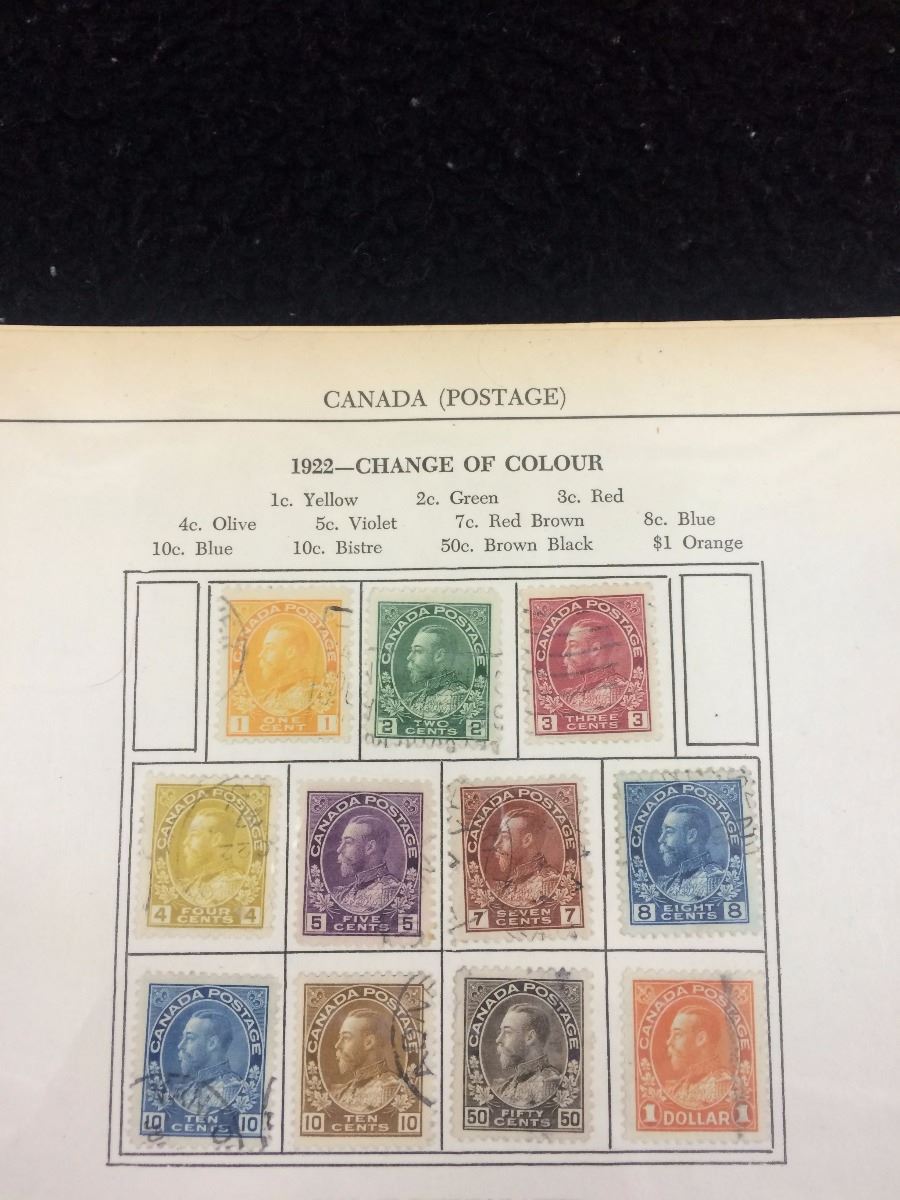 CANADA (POSTAGE)
1922—CHANGE OF COLOUR
1c. Yellow 2c. Green 3c. Red
4c. Olive 5c. Violet 7c. Red Brown 8c. Blue
10c. Blue 10c. Bistre 50c. Brown Black $1 Orange
CANADA POSTAGE
1 ONE CENT 1
CANADA POSTAGE
2 TWO CENTS 2
CANADA POSTAGE
3 THREE CENTS 3
CANADA POSTAGE
4 FOUR CENTS 4
CANADA POSTAGE
5 FIVE CENTS 5
CANADA POSTAGE
7 SEVEN CENTS 7
CANADA POSTAGE
8 EIGHT CENTS 8
CANADA POSTAGE
10 TEN CENTS 10
CANADA POSTAGE
10 TEN CENTS 10
CANADA POSTAGE
50 FIFTY CENTS 50
CANADA POSTAGE
1 DOLLAR 1